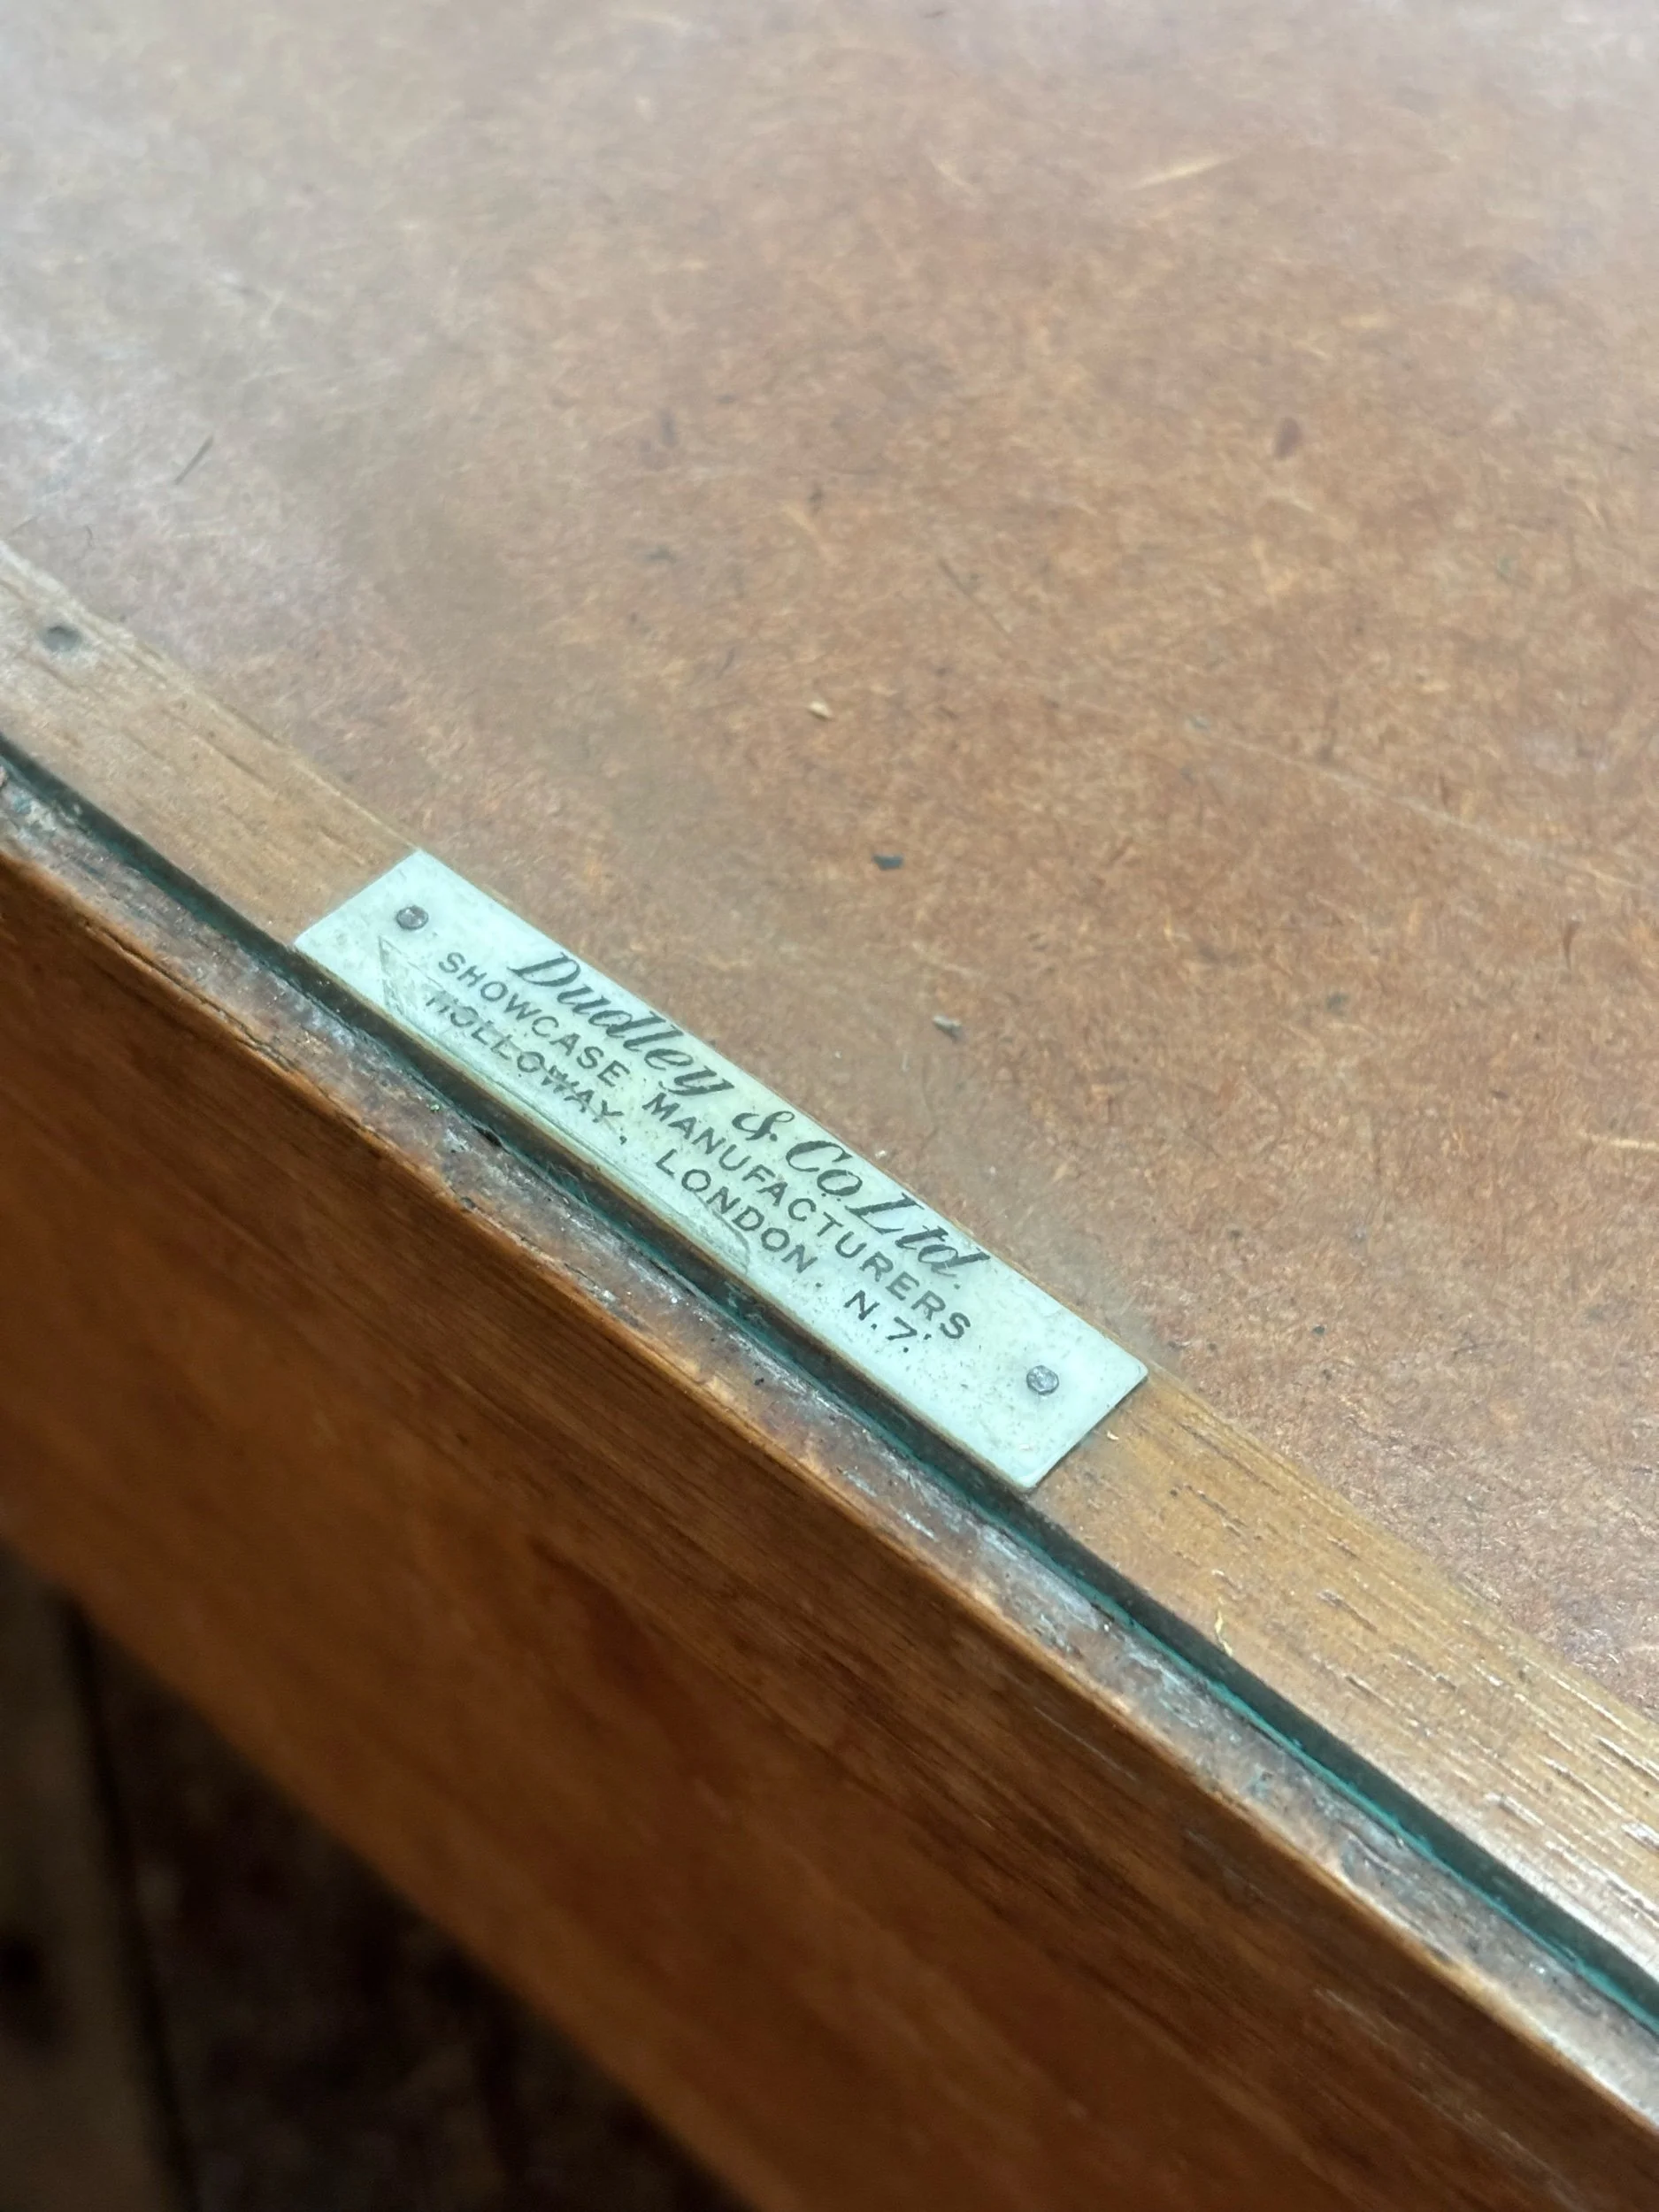 Dudley & Co. Ltd.
SHOWCASE MANUFACTURERS
HOLLOWAY. LONDON. N.7.